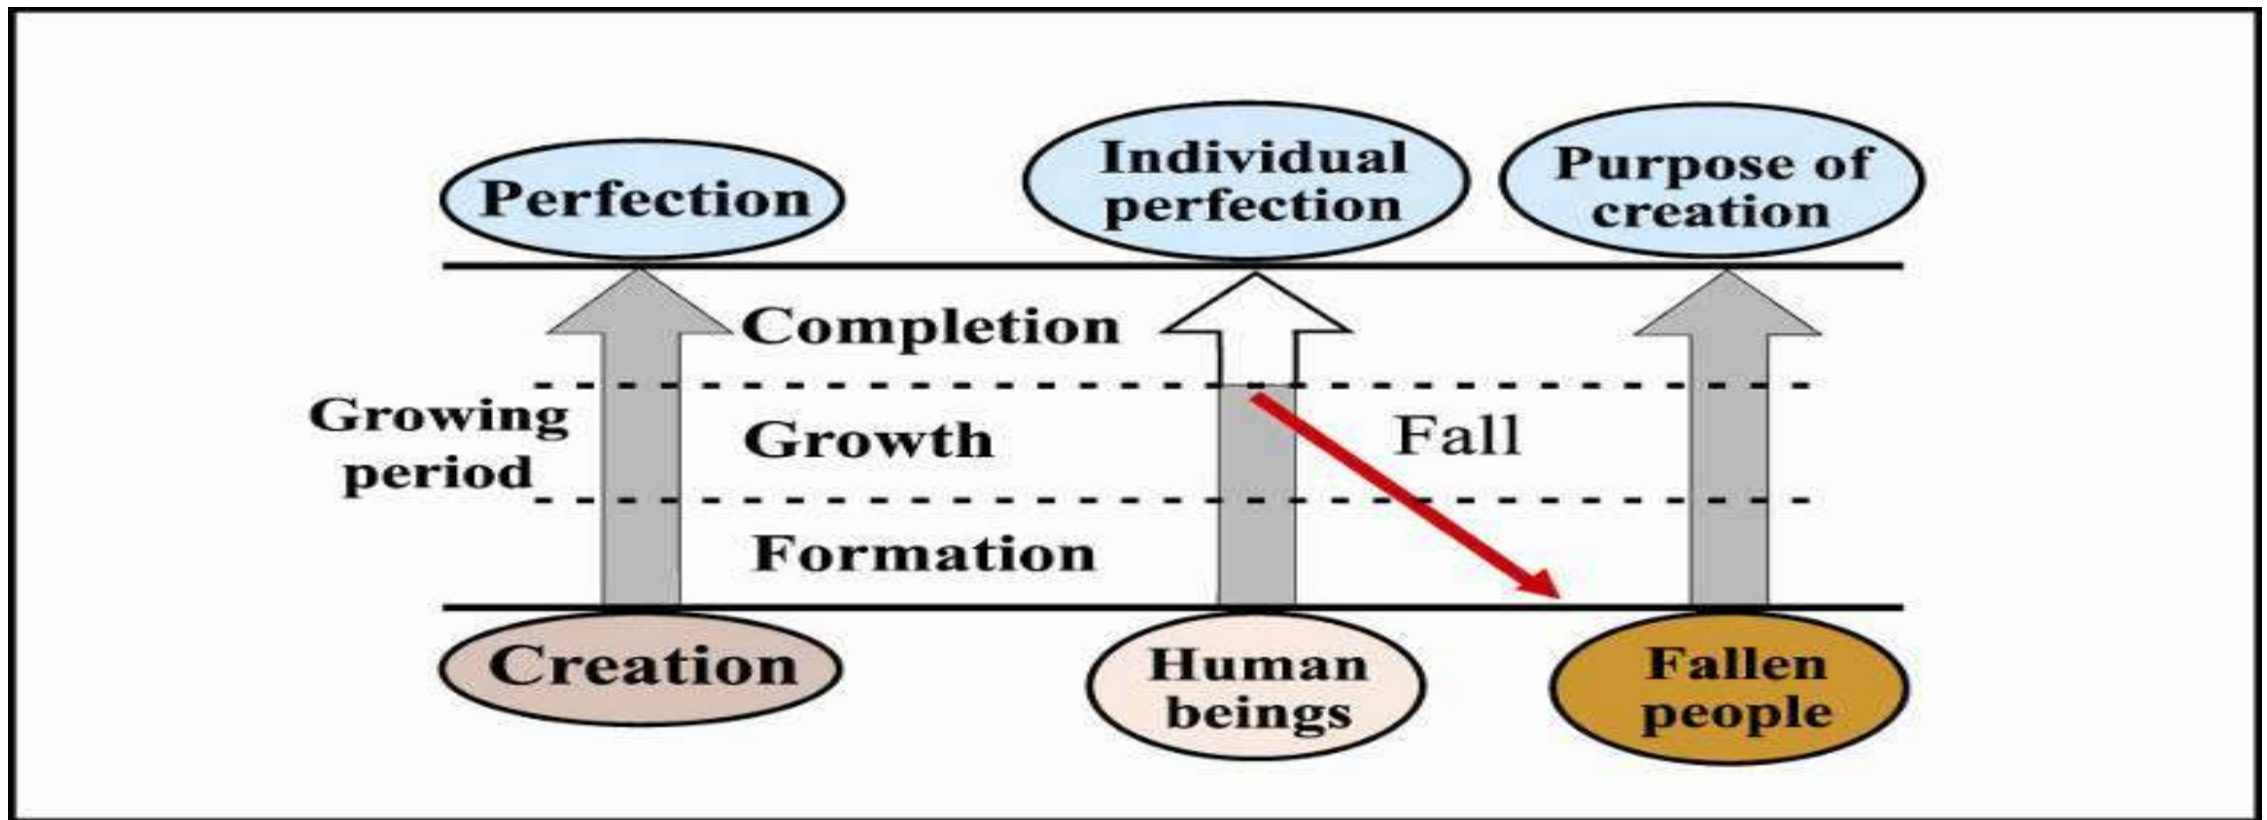 Perfection
Individual
perfection
Purpose of
creation
Completion
Growing
period
Growth
Fall
Formation
Creation
Human
beings
Fallen
people